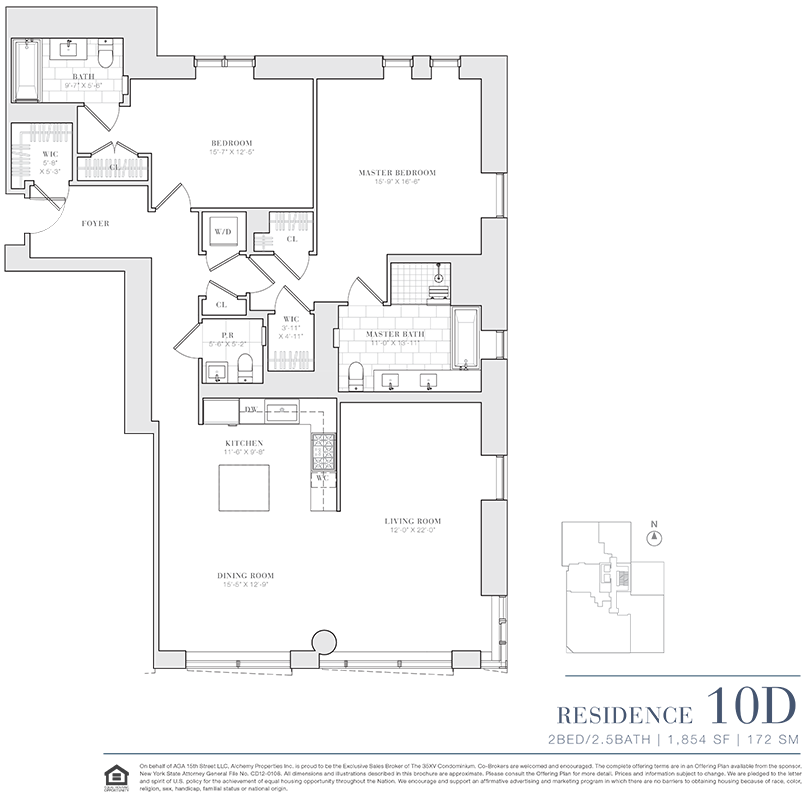 BATH
9'-7" X 5'-6"
WIC
5'-8"
X 5'-3"
CL
BEDROOM
15'-7" X 12'-5"
MASTER BEDROOM
15'-9" X 16'-8"
FOYER
W/D
CL
CL
WIC
3'-11"
X 4'-11"
P.R
5'-6" X 5'-2"
MASTER BATH
11'-0" X 13'-11"
DW
KITCHEN
11'-6" X 9'-8"
WC
LIVING ROOM
12'-0" X 22'-0"
DINING ROOM
15'-5" X 12'-9"
N
RESIDENCE 10D
2BED/2.5BATH | 1,854 SF | 172 SM
On behalf of AGA 15th Street LLC, Alchemy Properties Inc. is proud to be the Exclusive Sales Broker of The 35XV Condominium. Co-Brokers are welcomed and encouraged. The complete offering terms are in an Offering Plan available from the sponsor.
New York State Attorney General File No. CD12-0108. All dimensions and illustrations described in this brochure are approximate. Please consult the Offering Plan for more detail. Prices and information subject to change. We are pledged to the letter
and spirit of U.S. policy for the achievement of equal housing opportunity throughout the Nation. We encourage and support an affirmative advertising and marketing program in which there are no barriers to obtaining housing because of race, color,
religion, sex, handicap, familial status or national origin.
EQUAL HOUSING
OPPORTUNITY